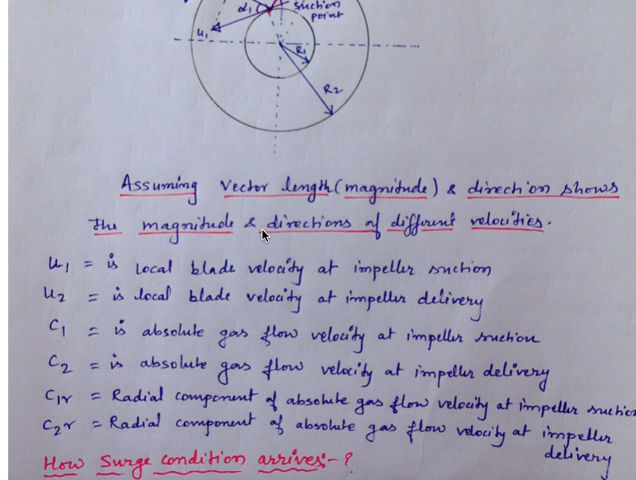 α1
suction
point
u1
R1
R2
Assuming Vector length (magnitude) & direction shows
the magnitude & directions of different velocities.
U1 = is local blade velocity at impeller suction
U2 = is local blade velocity at impeller delivery
C1 = is absolute gas flow velocity at impeller suction
C2 = is absolute gas flow velocity at impeller delivery
C1r = Radial component of absolute gas flow velocity at impeller suction
C2r = Radial component of absolute gas flow velocity at impeller
delivery
How Surge condition arrives:- ?